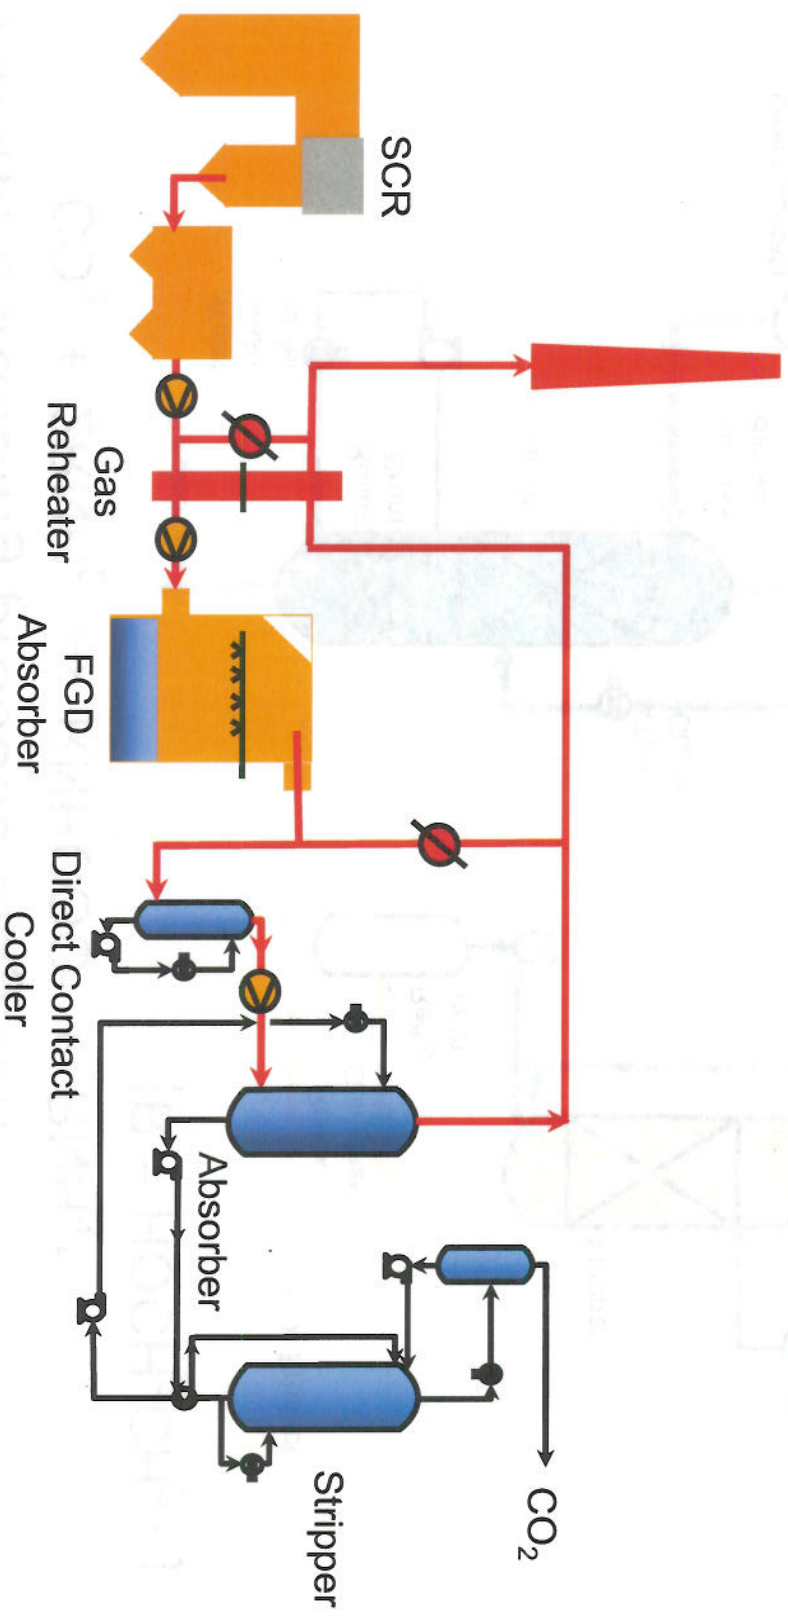 SCR
Gas
Reheater
FGD
Absorber
Direct Contact
Cooler
Absorber
Stripper
CO₂